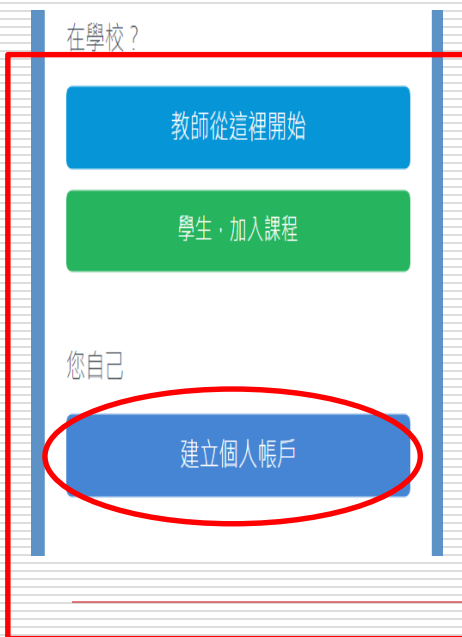 在學校？
教師從這裡開始
學生，加入課程
您自己
建立個人帳戶